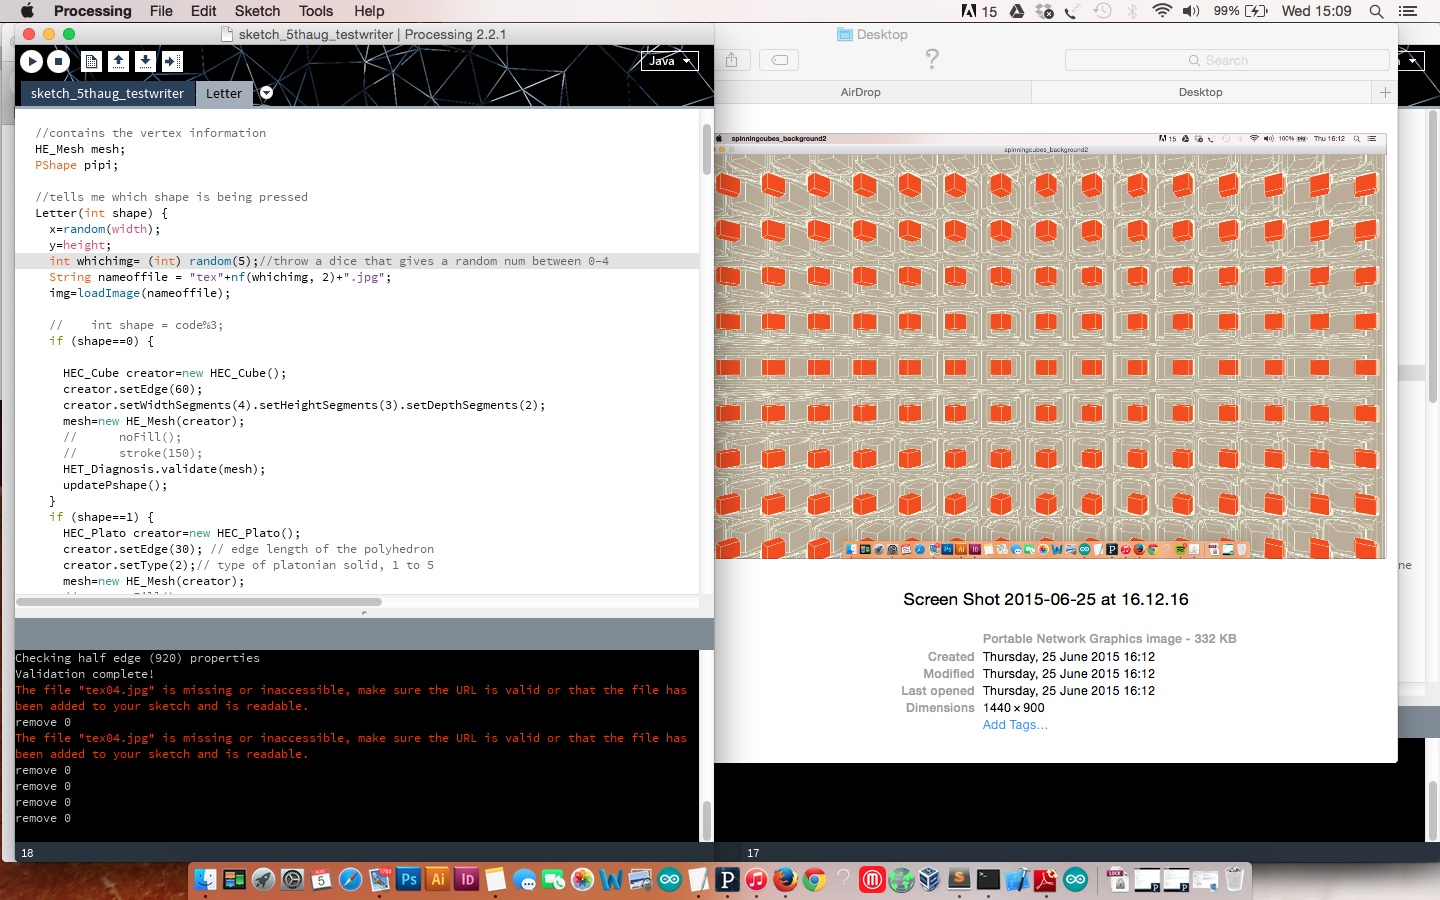 Processing File Edit Sketch Tools Help
15 99% Wed 15:09
sketch_5thaug_testwriter | Processing 2.2.1
Java
sketch_5thaug_testwriter Letter
//contains the vertex information
HE_Mesh mesh;
PShape pipi;
//tells me which shape is being pressed
Letter(int shape) {
x=random(width);
y=height;
int whichimg= (int) random(5);//throw a dice that gives a random num between 0-4
String nameoffile = "tex"+nf(whichimg, 2)+".jpg";
img=loadImage(nameoffile);
// int shape = code%3;
if (shape==0) {
HEC_Cube creator=new HEC_Cube();
creator.setEdge(60);
creator.setWidthSegments(4).setHeightSegments(3).setDepthSegments(2);
mesh=new HE_Mesh(creator);
// noFill();
// stroke(150);
HET_Diagnosis.validate(mesh);
updatePshape();
}
if (shape==1) {
HEC_Plato creator=new HEC_Plato();
creator.setEdge(30); // edge length of the polyhedron
creator.setType(2);// type of platonian solid, 1 to 5
mesh=new HE_Mesh(creator);
Checking half edge (920) properties
Validation complete!
The file "tex04.jpg" is missing or inaccessible, make sure the URL is valid or that the file has
been added to your sketch and is readable.
remove 0
The file "tex04.jpg" is missing or inaccessible, make sure the URL is valid or that the file has
been added to your sketch and is readable.
remove 0
remove 0
remove 0
remove 0
18
Desktop
Search
AirDrop Desktop
spinningcubes_background2 15 100% Thu 16:12
spinningcubes_background2
Screen Shot 2015-06-25 at 16.12.16
Portable Network Graphics image - 332 KB
Created Thursday, 25 June 2015 16:12
Modified Thursday, 25 June 2015 16:12
Last opened Thursday, 25 June 2015 16:12
Dimensions 1440 × 900
Add Tags…
ne
17
5 Ps Ai Id